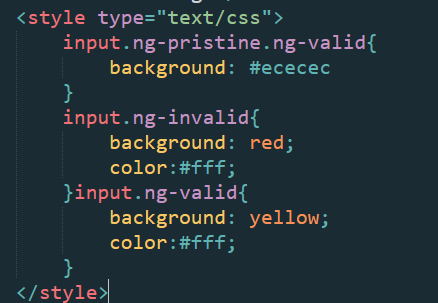 <style type="text/css">
input.ng-pristine.ng-valid{
background: #ececec
}
input.ng-invalid{
background: red;
color:#fff;
}input.ng-valid{
background: yellow;
color:#fff;
}
</style>